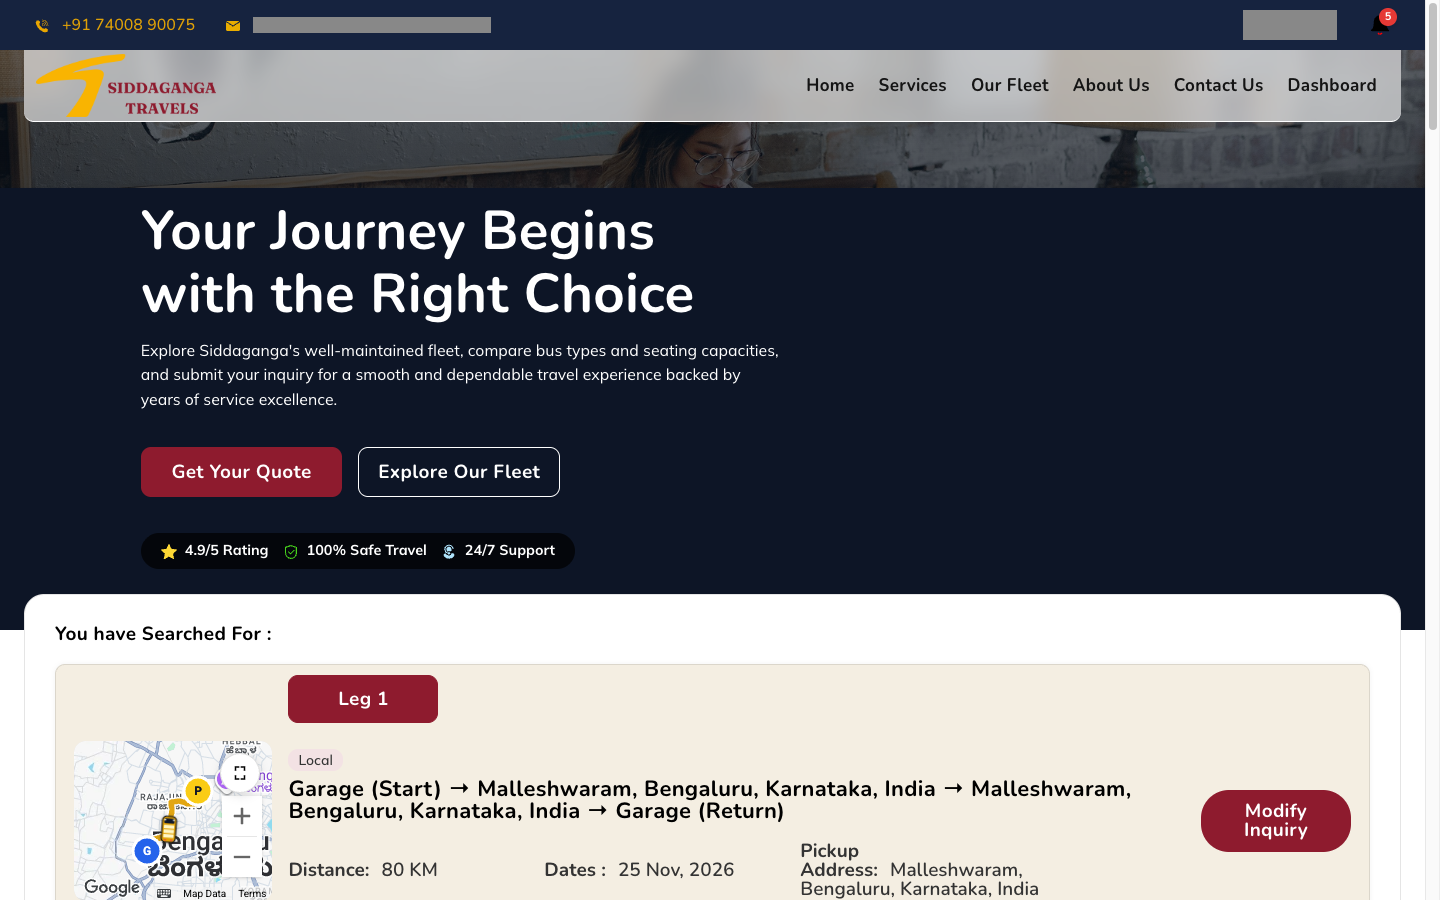 +91 74008 90075
5
SIDDAGANGA
TRAVELS
Home Services Our Fleet About Us Contact Us Dashboard
Your Journey Begins
with the Right Choice
Explore Siddaganga's well-maintained fleet, compare bus types and seating capacities,
and submit your inquiry for a smooth and dependable travel experience backed by
years of service excellence.
Get Your Quote Explore Our Fleet
4.9/5 Rating 100% Safe Travel 24/7 Support
You have Searched For :
Leg 1
Local
Garage (Start) → Malleshwaram, Bengaluru, Karnataka, India → Malleshwaram,
Bengaluru, Karnataka, India → Garage (Return)
Modify
Inquiry
Distance: 80 KM
Dates : 25 Nov, 2026
Pickup
Address: Malleshwaram,
Bengaluru, Karnataka, India
P
G
Google
Map Data Terms